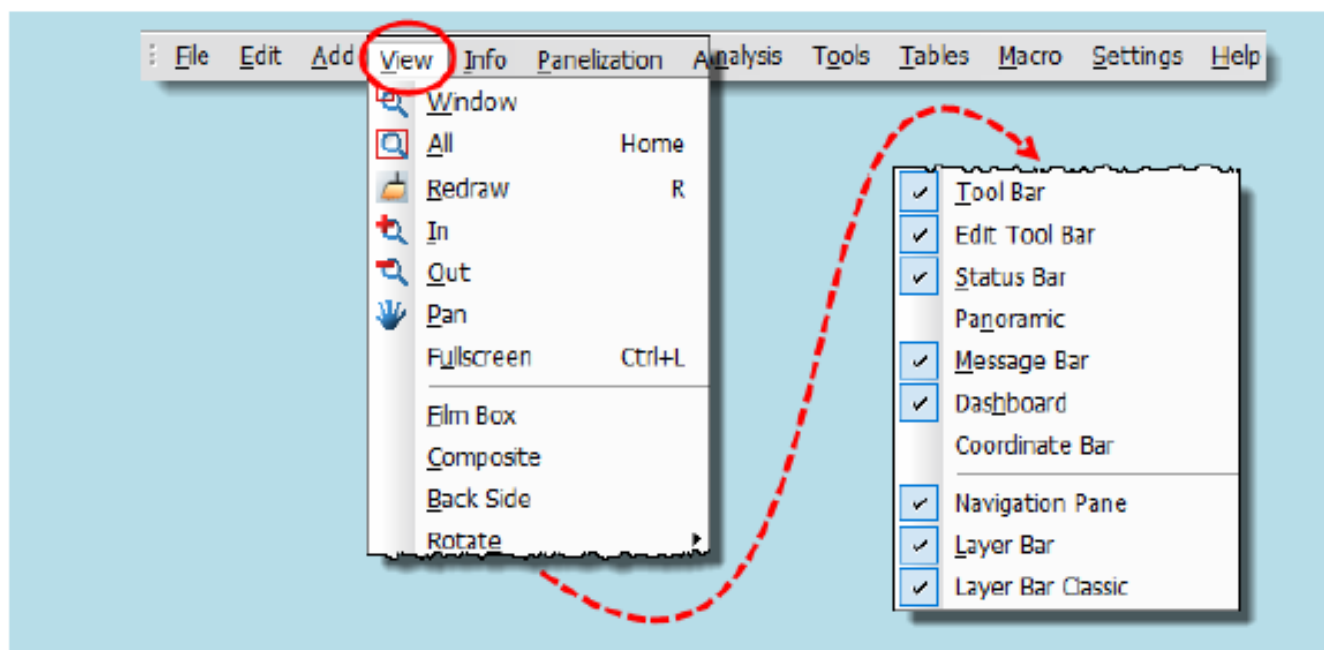 File Edit Add View Info Panelization Analysis Tools Tables Macro Settings Help
Window
All Home
Redraw R
In
Out
Pan
Fullscreen Ctrl+L
Film Box
Composite
Back Side
Rotate
Tool Bar
Edit Tool Bar
Status Bar
Panoramic
Message Bar
Dashboard
Coordinate Bar
Navigation Pane
Layer Bar
Layer Bar Classic